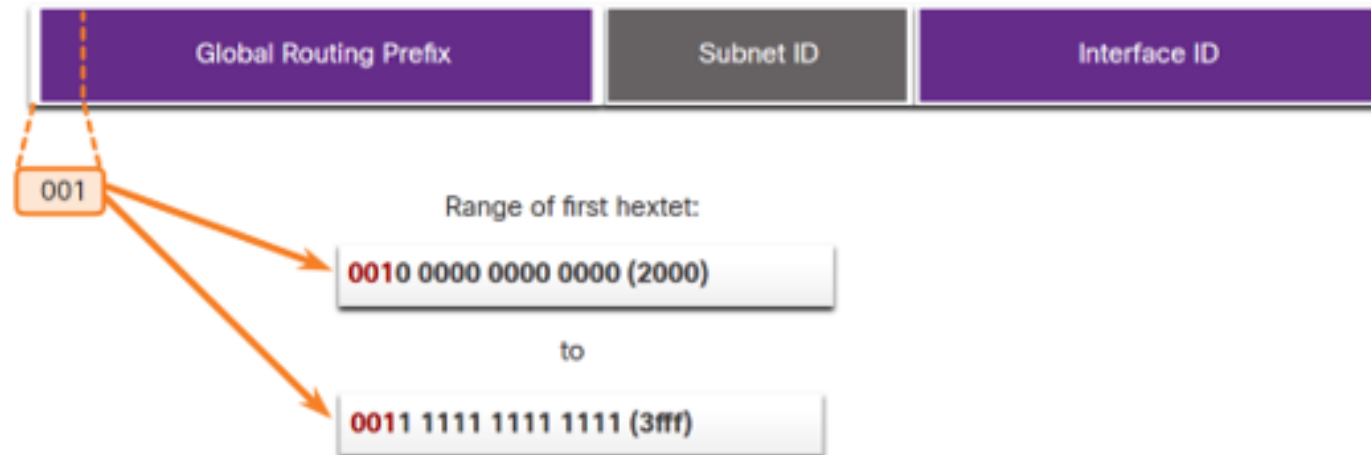 Global Routing Prefix Subnet ID Interface ID
001
Range of first hextet:
0010 0000 0000 0000 (2000)
to
0011 1111 1111 1111 (3fff)